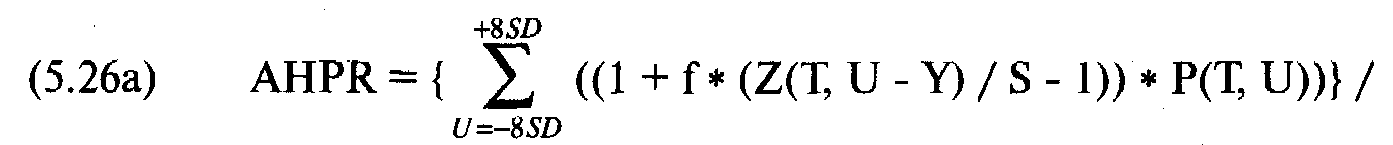 +8SD
(5.26a) AHPR = { ∑ ((1 + f * (Z(T, U - Y) / S - 1)) * P(T, U))} /
U=-8SD